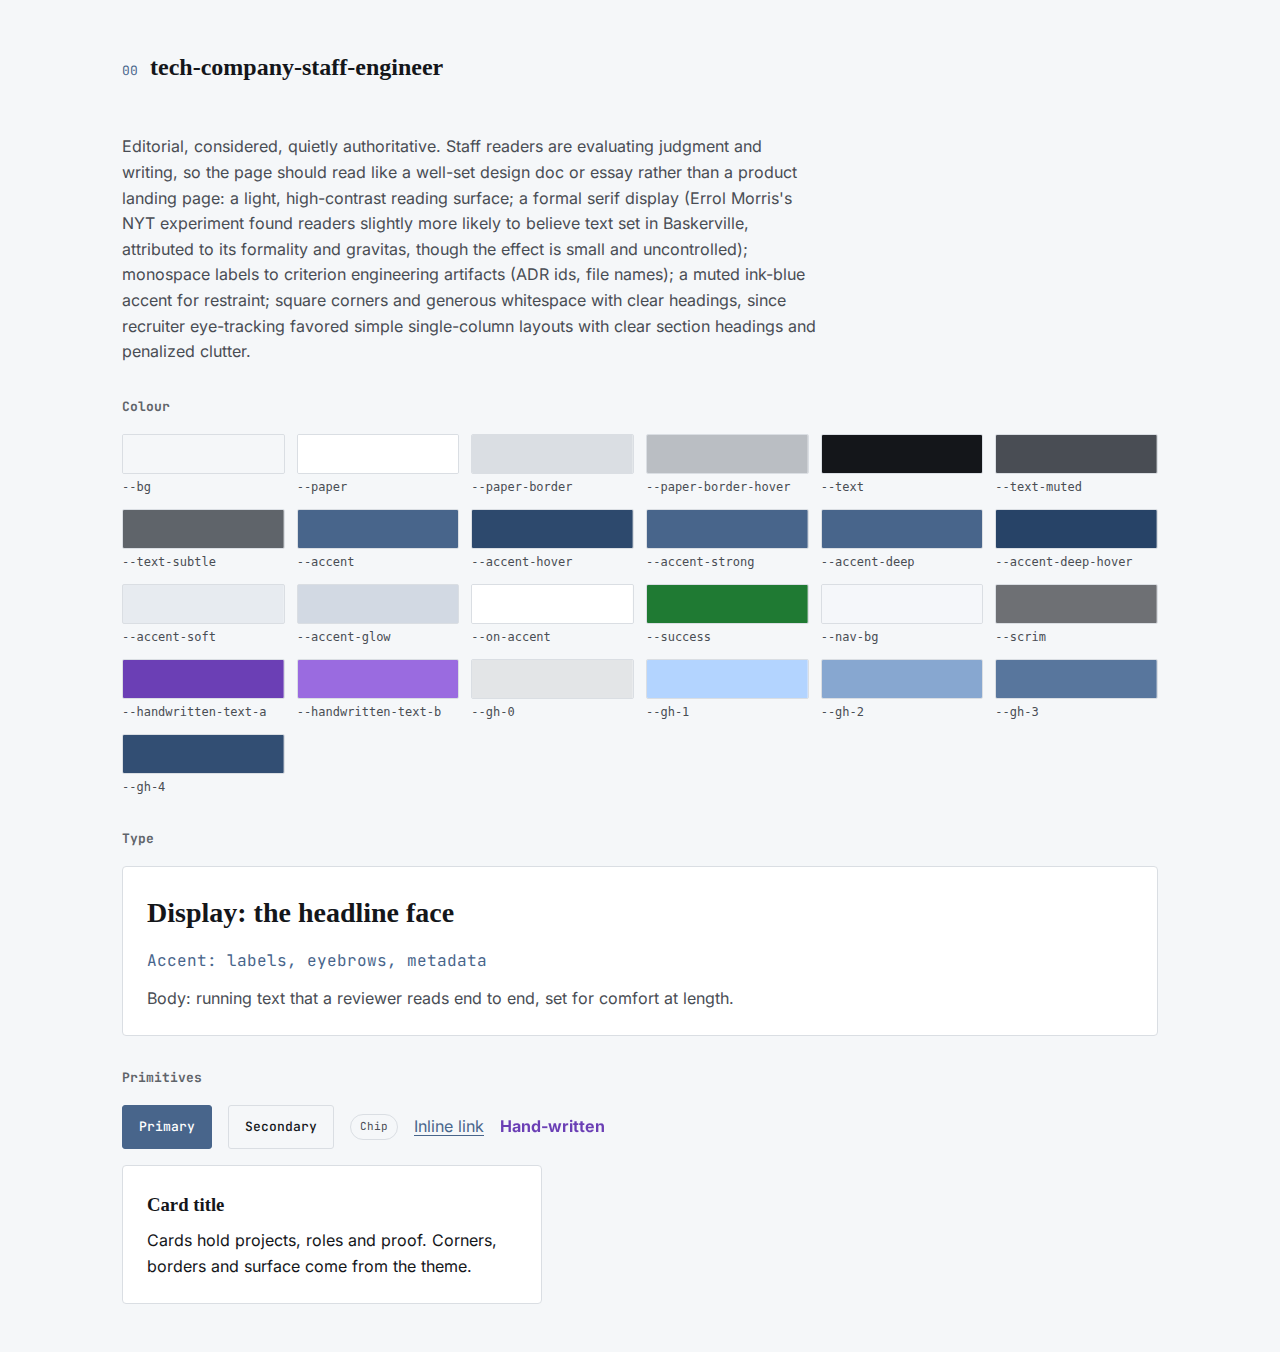 00 tech-company-staff-engineer
Editorial, considered, quietly authoritative. Staff readers are evaluating judgment and
writing, so the page should read like a well-set design doc or essay rather than a product
landing page: a light, high-contrast reading surface; a formal serif display (Errol Morris's
NYT experiment found readers slightly more likely to believe text set in Baskerville,
attributed to its formality and gravitas, though the effect is small and uncontrolled);
monospace labels to criterion engineering artifacts (ADR ids, file names); a muted ink-blue
accent for restraint; square corners and generous whitespace with clear headings, since
recruiter eye-tracking favored simple single-column layouts with clear section headings and
penalized clutter.
Colour
--bg --paper --paper-border --paper-border-hover --text --text-muted
--text-subtle --accent --accent-hover --accent-strong --accent-deep --accent-deep-hover
--accent-soft --accent-glow --on-accent --success --nav-bg --scrim
--handwritten-text-a --handwritten-text-b --gh-0 --gh-1 --gh-2 --gh-3
--gh-4
Type
Display: the headline face
Accent: labels, eyebrows, metadata
Body: running text that a reviewer reads end to end, set for comfort at length.
Primitives
Primary Secondary Chip Inline link Hand-written
Card title
Cards hold projects, roles and proof. Corners,
borders and surface come from the theme.